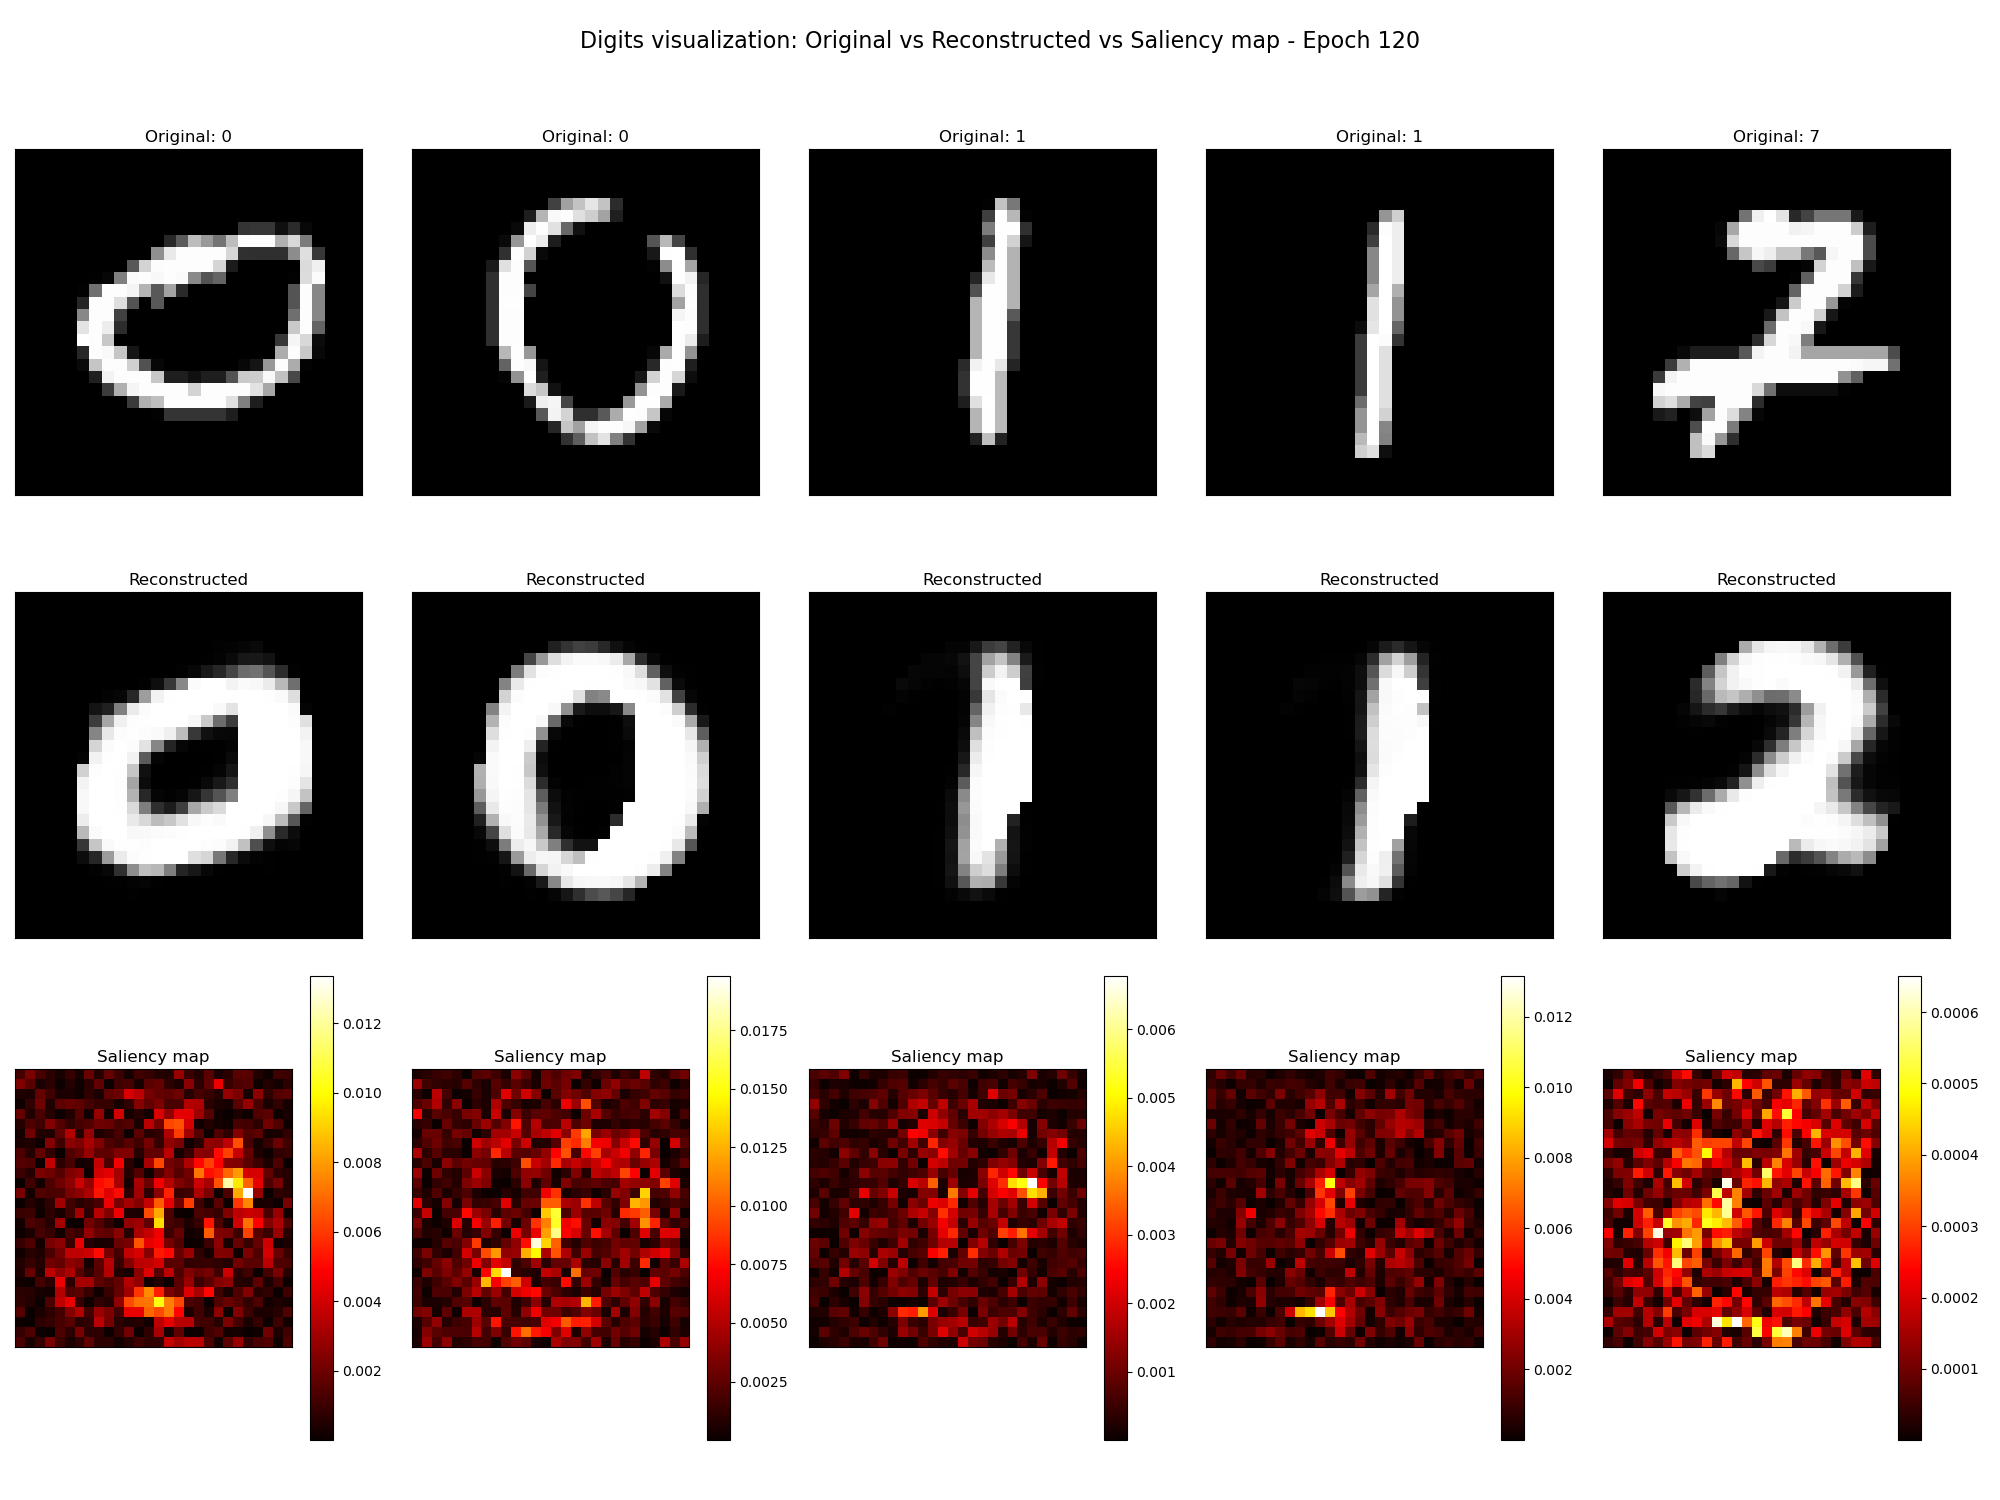 Digits visualization: Original vs Reconstructed vs Saliency map - Epoch 120
Original: 0
Original: 0
Original: 1
Original: 1
Original: 7
Reconstructed
Reconstructed
Reconstructed
Reconstructed
Reconstructed
Saliency map
0.012
0.010
0.008
0.006
0.004
0.002
Saliency map
0.0175
0.0150
0.0125
0.0100
0.0075
0.0050
0.0025
Saliency map
0.006
0.005
0.004
0.003
0.002
0.001
Saliency map
0.012
0.010
0.008
0.006
0.004
0.002
Saliency map
0.0006
0.0005
0.0004
0.0003
0.0002
0.0001